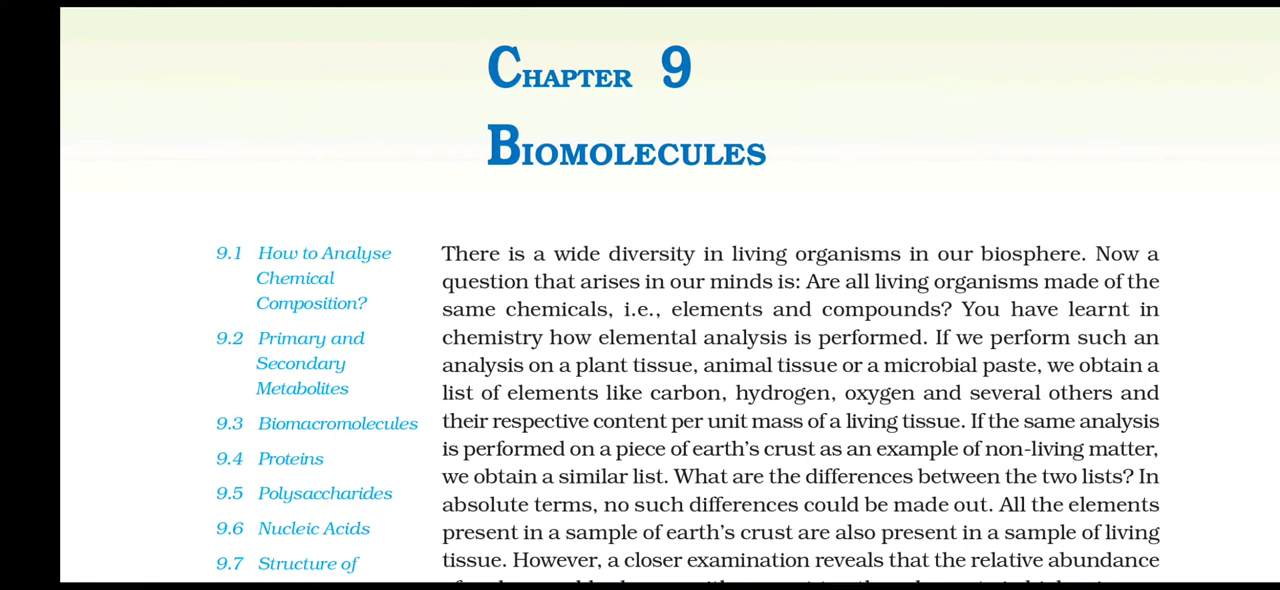 CHAPTER 9
BIOMOLECULES
9.1 How to Analyse
Chemical
Composition?
9.2 Primary and
Secondary
Metabolites
9.3 Biomacromolecules
9.4 Proteins
9.5 Polysaccharides
9.6 Nucleic Acids
9.7 Structure of
There is a wide diversity in living organisms in our biosphere. Now a
question that arises in our minds is: Are all living organisms made of the
same chemicals, i.e., elements and compounds? You have learnt in
chemistry how elemental analysis is performed. If we perform such an
analysis on a plant tissue, animal tissue or a microbial paste, we obtain a
list of elements like carbon, hydrogen, oxygen and several others and
their respective content per unit mass of a living tissue. If the same analysis
is performed on a piece of earth's crust as an example of non-living matter,
we obtain a similar list. What are the differences between the two lists? In
absolute terms, no such differences could be made out. All the elements
present in a sample of earth's crust are also present in a sample of living
tissue. However, a closer examination reveals that the relative abundance